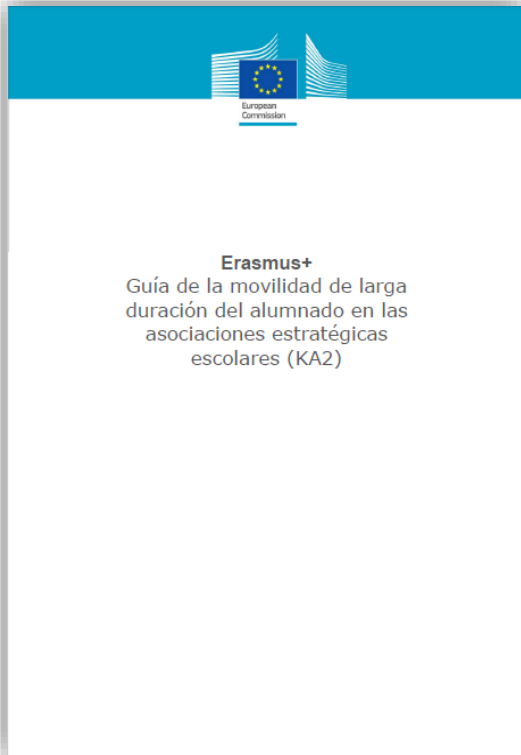 European
Commission
Erasmus+
Guía de la movilidad de larga
duración del alumnado en las
asociaciones estratégicas
escolares (KA2)